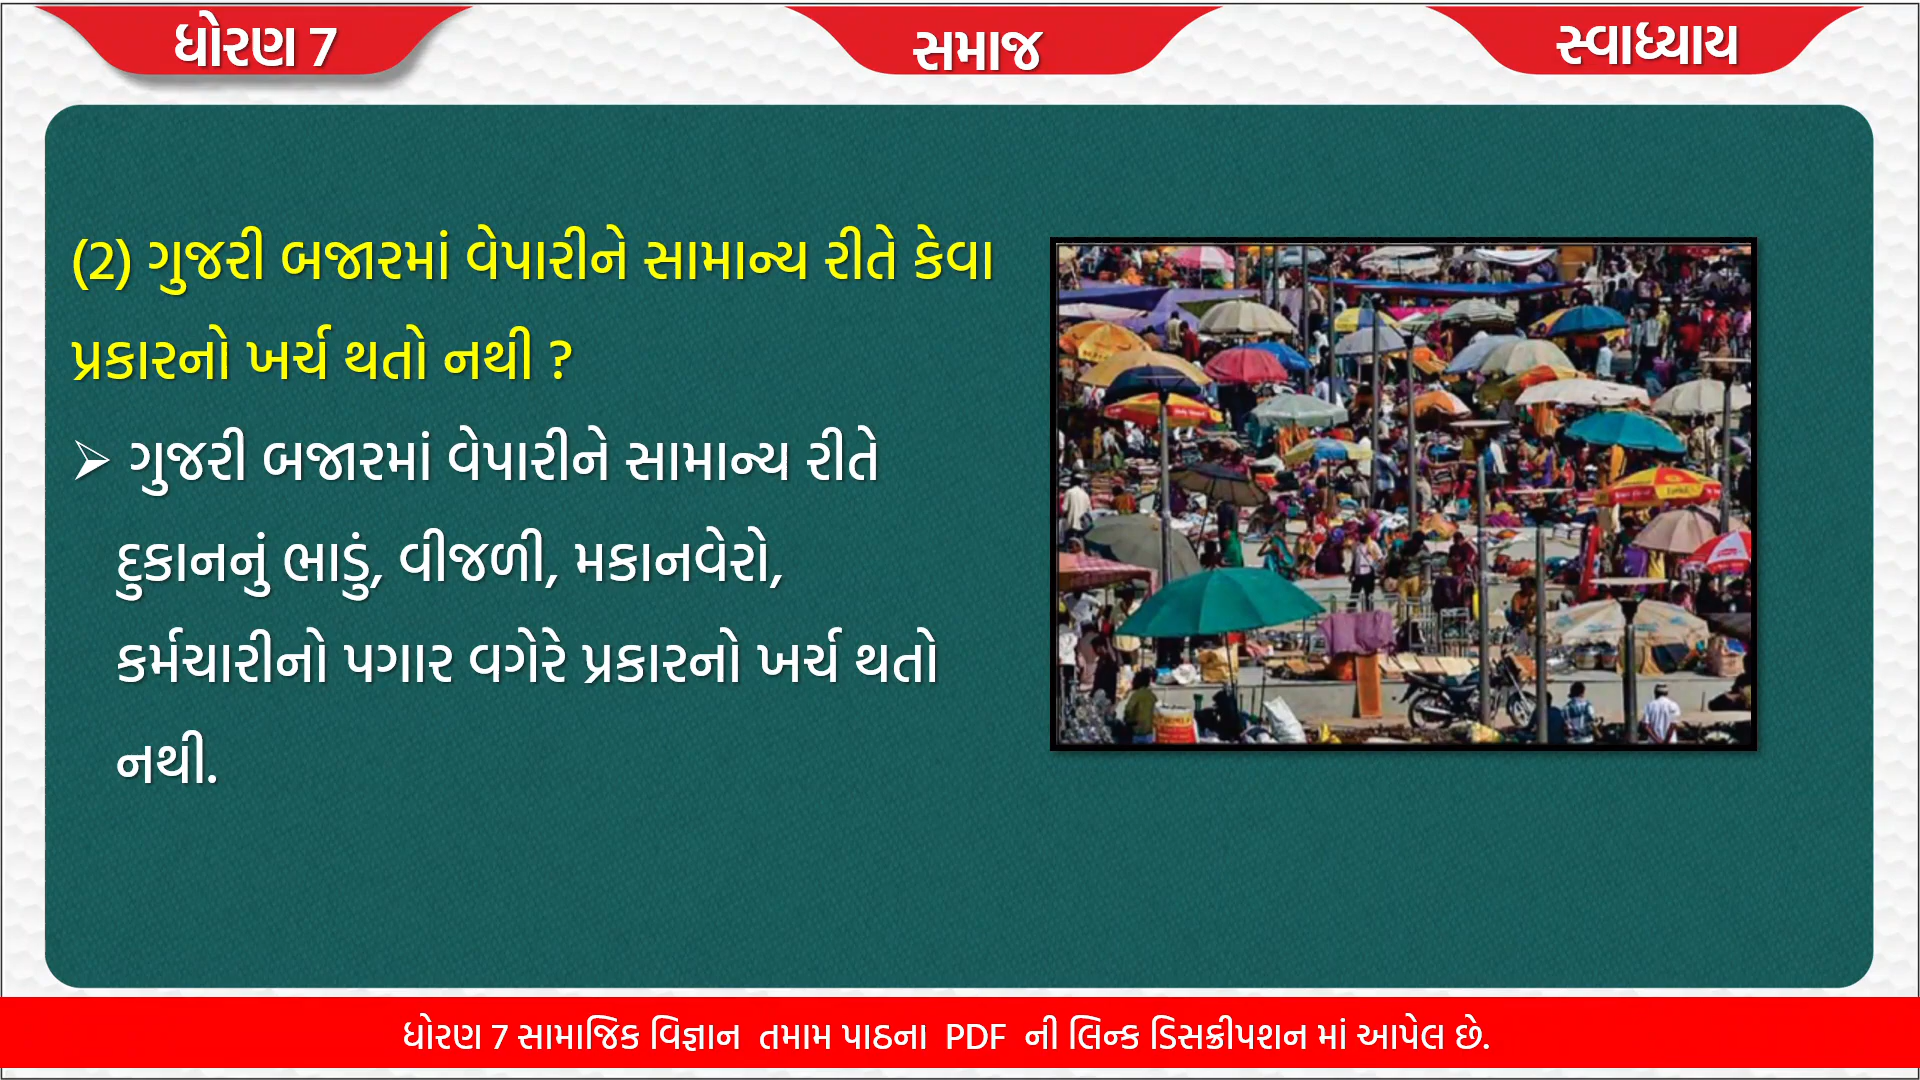 ધોરણ 7
સમાજ
સ્વાધ્યાય
(2) ગુજરી બજારમાં વેપારીને સામાન્ય રીતે કેવા
પ્રકારનો ખર્ચ થતો નથી ?
➢ ગુજરી બજારમાં વેપારીને સામાન્ય રીતે
દુકાનનું ભાડું, વીજળી, મકાનવેરો,
કર્મચારીનો પગાર વગેરે પ્રકારનો ખર્ચ થતો
નથી.
ધોરણ 7 સામાજિક વિજ્ઞાન તમામ પાઠના PDF ની લિન્ક ડિસક્રીપશન માં આપેલ છે.